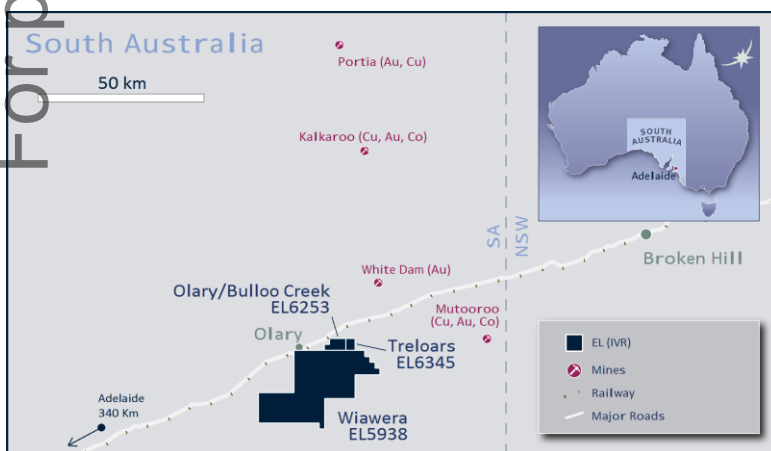 For p
South Australia
50 km
Portia (Au, Cu)
Kalkaroo (Cu, Au, Co)
SOUTH
AUSTRALIA
Adelaide
SA
NSW
Broken Hill
White Dam (Au)
Olary/Bulloo Creek
EL6253
Mutooroo
(Cu, Au, Co)
Olary
Treloars
EL6345
Adelaide
340 Km
Wiawera
EL5938
EL (IVR)
Mines
Railway
Major Roads